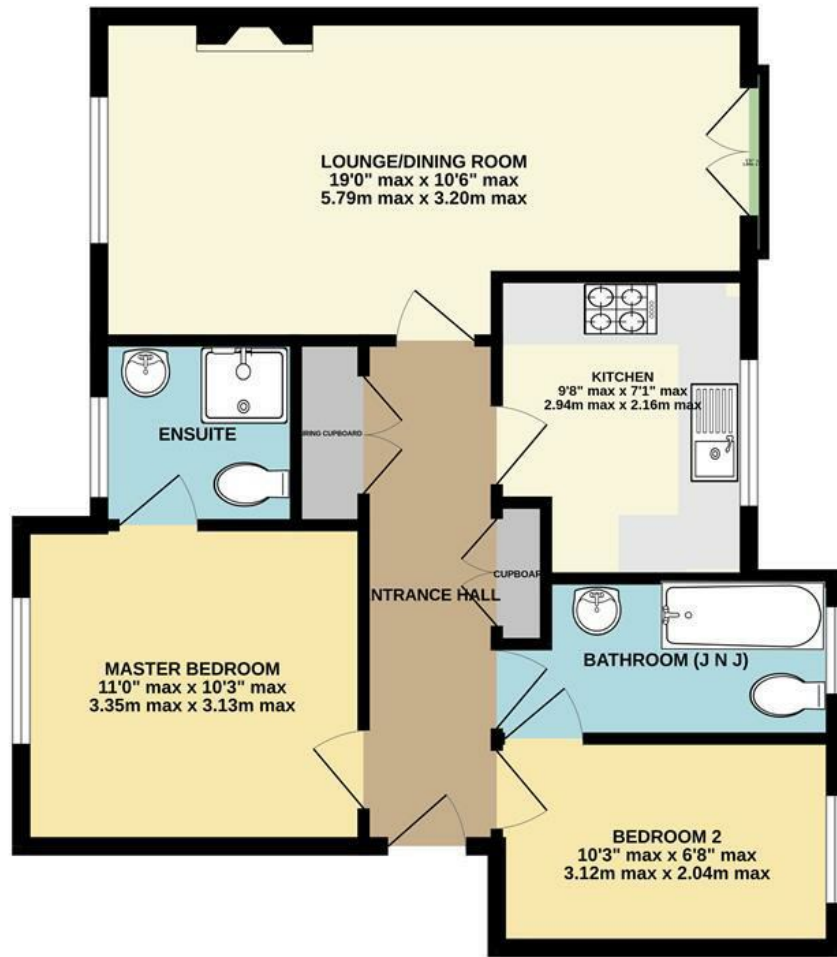 LOUNGE/DINING ROOM
19'0" max x 10'6" max
5.79m max x 3.20m max
KITCHEN
9'8" max x 7'1" max
2.94m max x 2.16m max
ENSUITE
IRING CUPBOARD
CUPBOAR
NTRANCE HALL
MASTER BEDROOM
11'0" max x 10'3" max
3.35m max x 3.13m max
BATHROOM (J N J)
BEDROOM 2
10'3" max x 6'8" max
3.12m max x 2.04m max